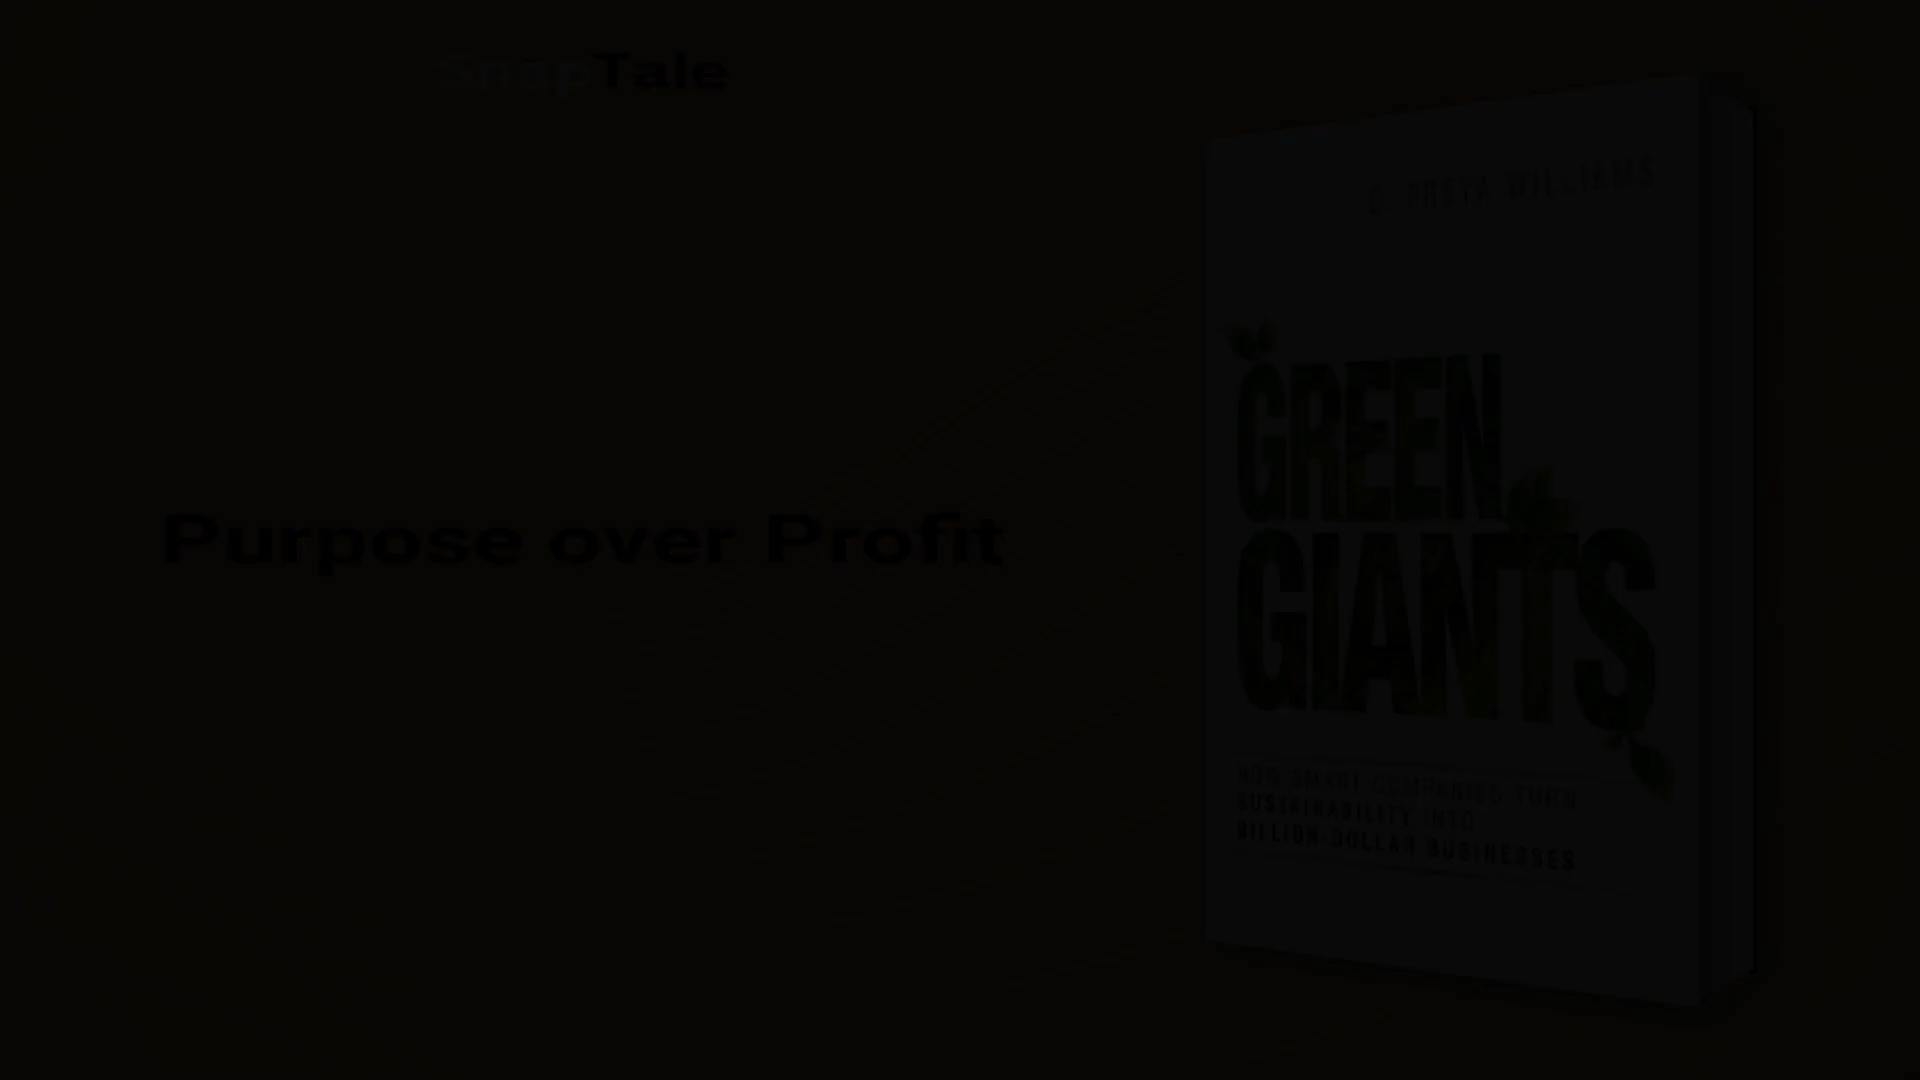 SnapTale
E. FREYA WILLIAMS
GREEN
GIANTS
Purpose over Profit
HOW SMART COMPANIES TURN
SUSTAINABILITY INTO
BILLION-DOLLAR BUSINESSES